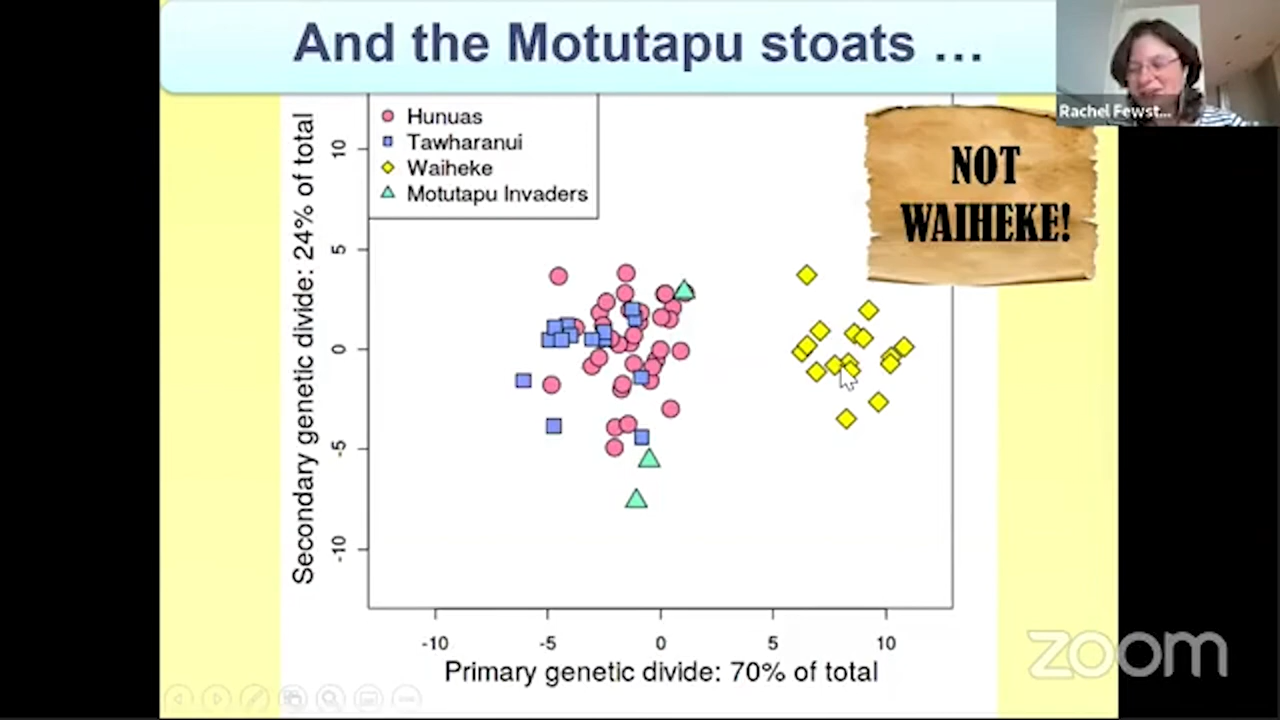 And the Motutapu stoats ...
Rachel Fewst...
Hunuas
Tawharanui
Waiheke
Motutapu Invaders
NOT
WAIHEKE!
Secondary genetic divide: 24% of total
10
5
0
-5
-10
-10
-5
0
5
10
Primary genetic divide: 70% of total
zoom